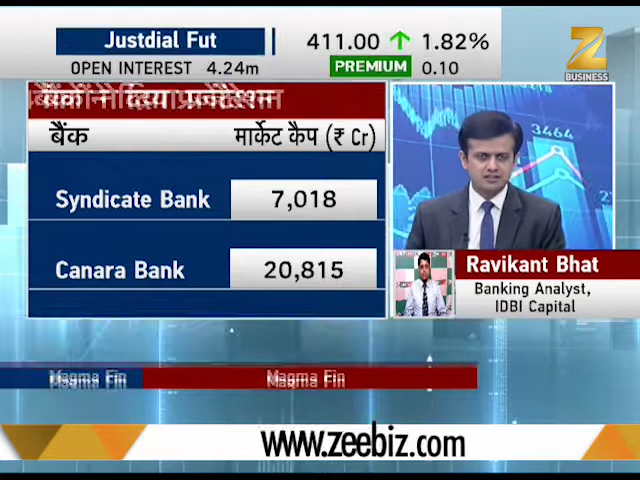 Justdial Fut
411.00 1.82%
OPEN INTEREST 4.24m
PREMIUM 0.10
Z
BUSINESS
बैंक मार्केट कैप (₹ Cr)
3464
Syndicate Bank 7,018
Canara Bank 20,815
Ravikant Bhat
Banking Analyst,
IDBI Capital
Magma Fin Magma Fin
www.zeebiz.com